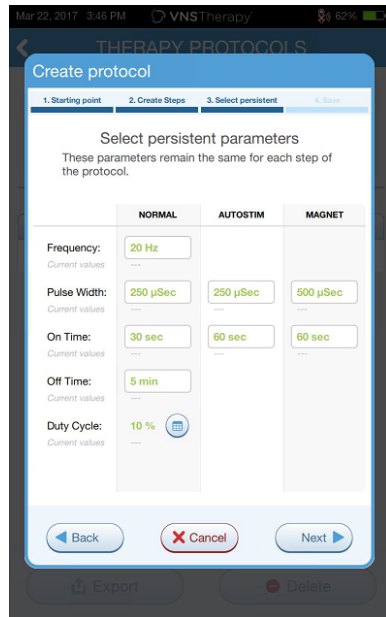 Mar 22, 2017 3:46 PM VNSTherapy 62%
THERAPY PROTOCOLS
Create protocol
1. Starting point 2. Create Steps 3. Select persistent 4. Save
Select persistent parameters
These parameters remain the same for each step of
the protocol.
NORMAL AUTOSTIM MAGNET
Frequency: 20 Hz
Current values ---
Pulse Width: 250 µSec 250 µSec 500 µSec
Current values --- --- ---
On Time: 30 sec 60 sec 60 sec
Current values --- --- ---
Off Time: 5 min
Current values ---
Duty Cycle: 10 %
Current values ---
Back Cancel Next
Export Delete